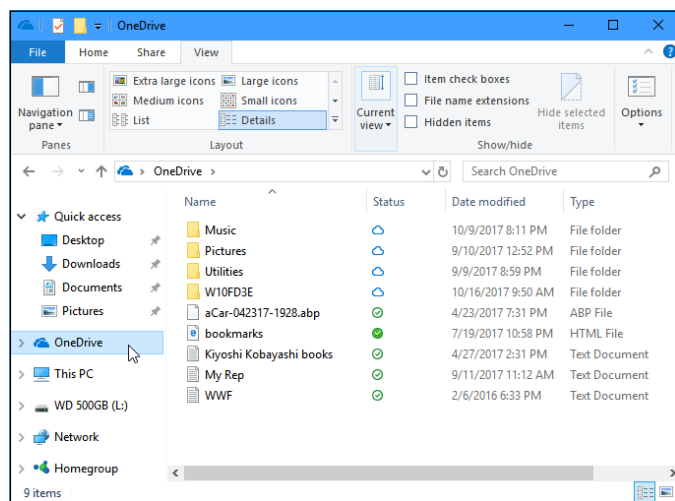 OneDrive
File Home Share View
Navigation pane
Extra large icons Large icons
Medium icons Small icons
List Details
Current view
Item check boxes
File name extensions
Hidden items
Hide selected items
Options
Panes Layout Show/hide
OneDrive Search OneDrive
Name Status Date modified Type
Quick access
Desktop
Downloads
Documents
Pictures
OneDrive
This PC
WD 500GB (L:)
Network
Homegroup
Music 10/9/2017 8:11 PM File folder
Pictures 9/10/2017 12:52 PM File folder
Utilities 9/9/2017 8:59 PM File folder
W10FD3E 10/16/2017 9:50 AM File folder
aCar-042317-1928.abp 4/23/2017 7:31 PM ABP File
bookmarks 7/19/2017 10:58 PM HTML File
Kiyoshi Kobayashi books 4/27/2017 2:31 PM Text Document
My Rep 9/11/2017 11:12 AM Text Document
WWF 2/6/2016 6:33 PM Text Document
9 items